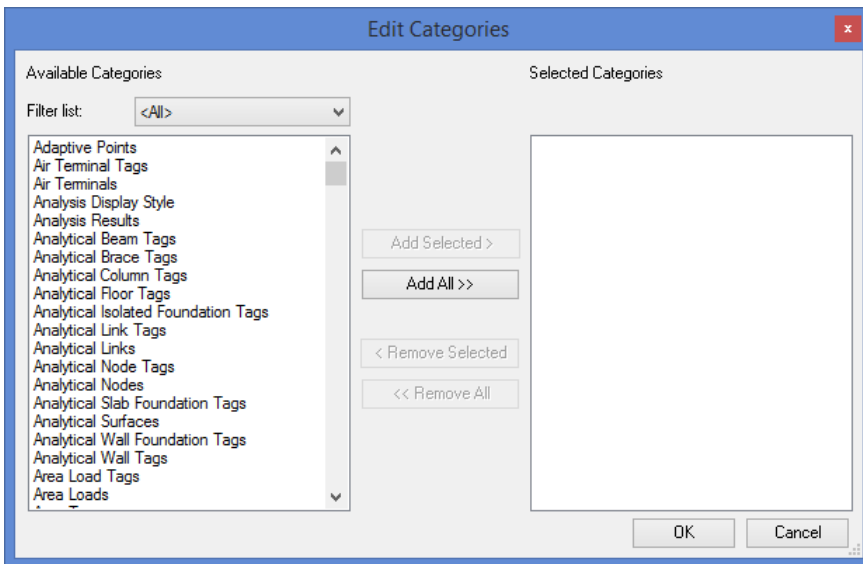 Edit Categories
x
Available Categories
Selected Categories
Filter list:
<All>
Adaptive Points
Air Terminal Tags
Air Terminals
Analysis Display Style
Analysis Results
Analytical Beam Tags
Analytical Brace Tags
Analytical Column Tags
Analytical Floor Tags
Analytical Isolated Foundation Tags
Analytical Link Tags
Analytical Links
Analytical Node Tags
Analytical Nodes
Analytical Slab Foundation Tags
Analytical Surfaces
Analytical Wall Foundation Tags
Analytical Wall Tags
Area Load Tags
Area Loads
Add Selected >
Add All >>
< Remove Selected
<< Remove All
OK
Cancel